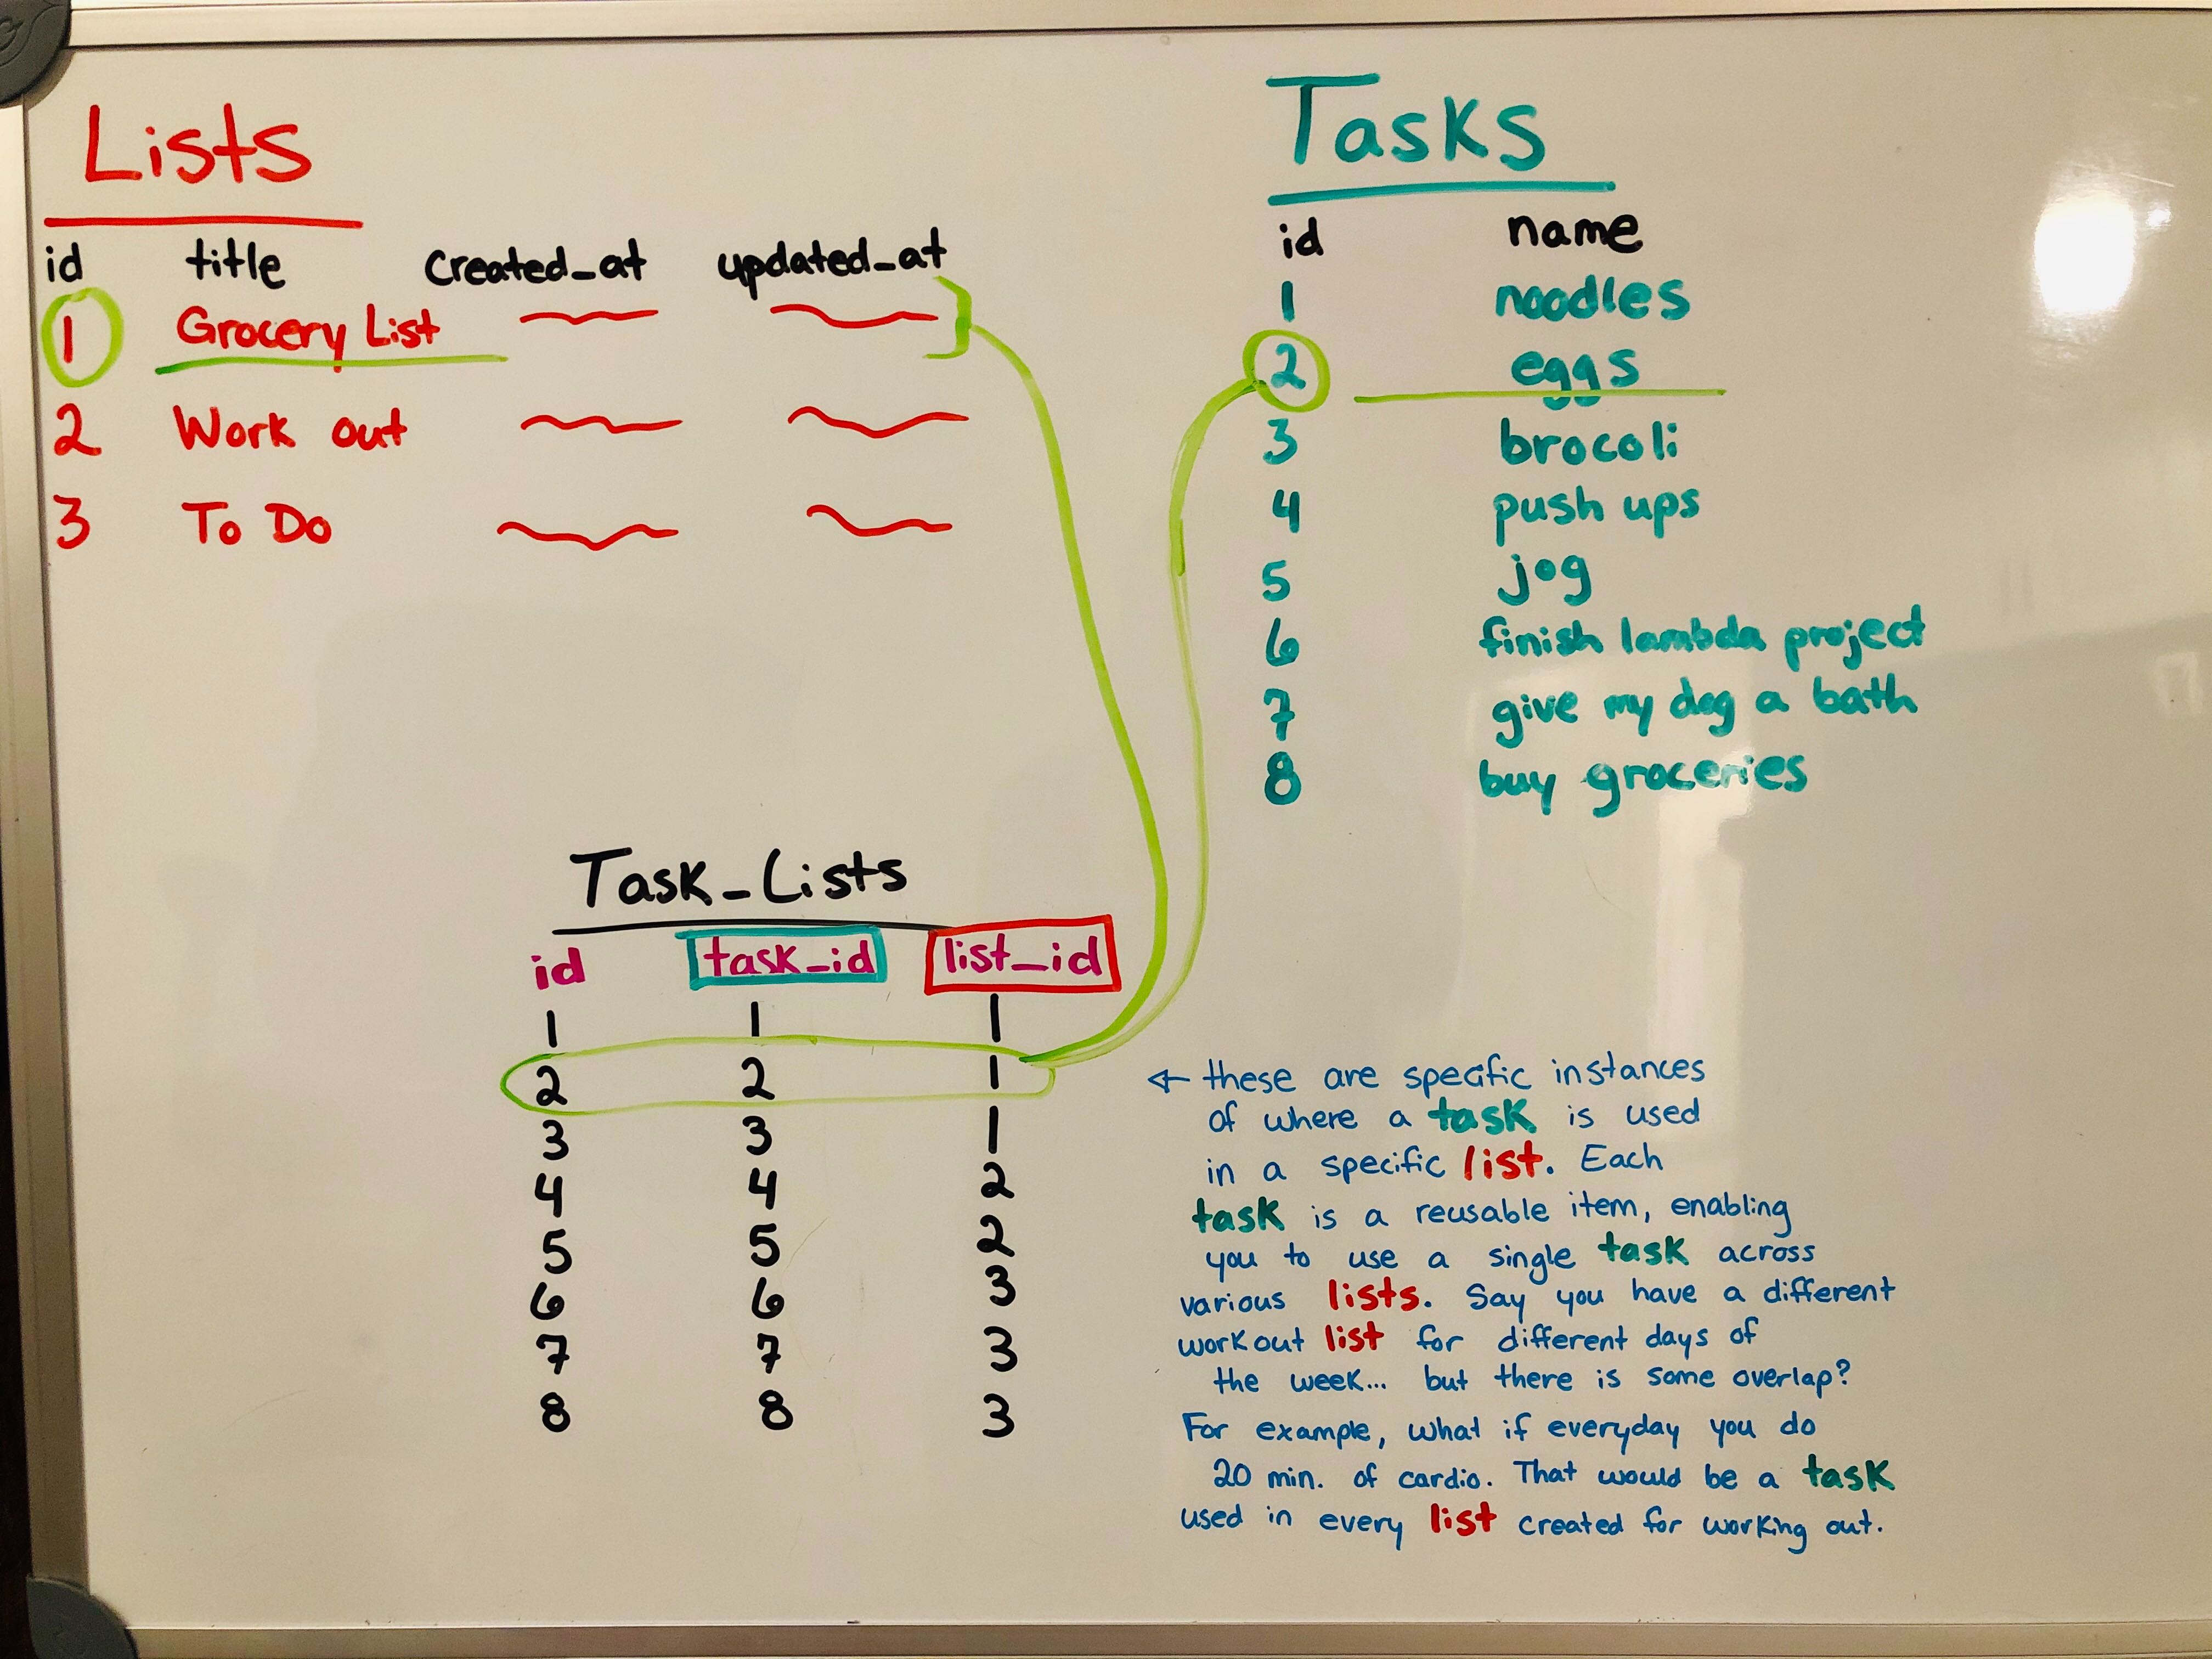 Lists
id title created_at updated_at
1 Grocery List
2 Work out
3 To Do
Tasks
id name
1 noodles
2 eggs
3 brocoli
4 push ups
5 jog
6 finish lambda project
7 give my dog a bath
8 buy groceries
Task_Lists
id task_id list_id
1 1 1
2 2 1
3 3 1
4 4 2
5 5 2
6 6 3
7 7 3
8 8 3
← these are specific instances
of where a task is used
in a specific list. Each
task is a reusable item, enabling
you to use a single task across
various lists. Say you have a different
workout list for different days of
the week... but there is some overlap?
For example, what if everyday you do
20 min. of cardio. That would be a task
used in every list created for working out.